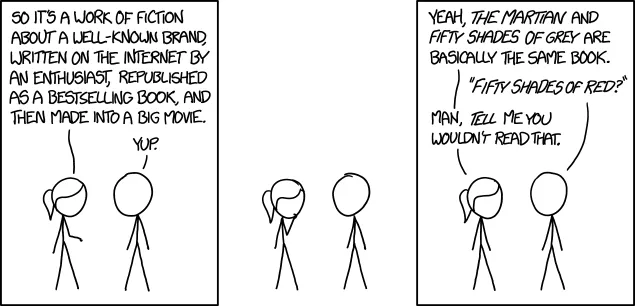 SO IT'S A WORK OF FICTION
ABOUT A WELL-KNOWN BRAND,
WRITTEN ON THE INTERNET BY
AN ENTHUSIAST, REPUBLISHED
AS A BESTSELLING BOOK, AND
THEN MADE INTO A BIG MOVIE.
YUP.
YEAH, THE MARTIAN AND
FIFTY SHADES OF GREY ARE
BASICALLY THE SAME BOOK.
"FIFTY SHADES OF RED?"
MAN, TELL ME YOU
WOULDN'T READ THAT.